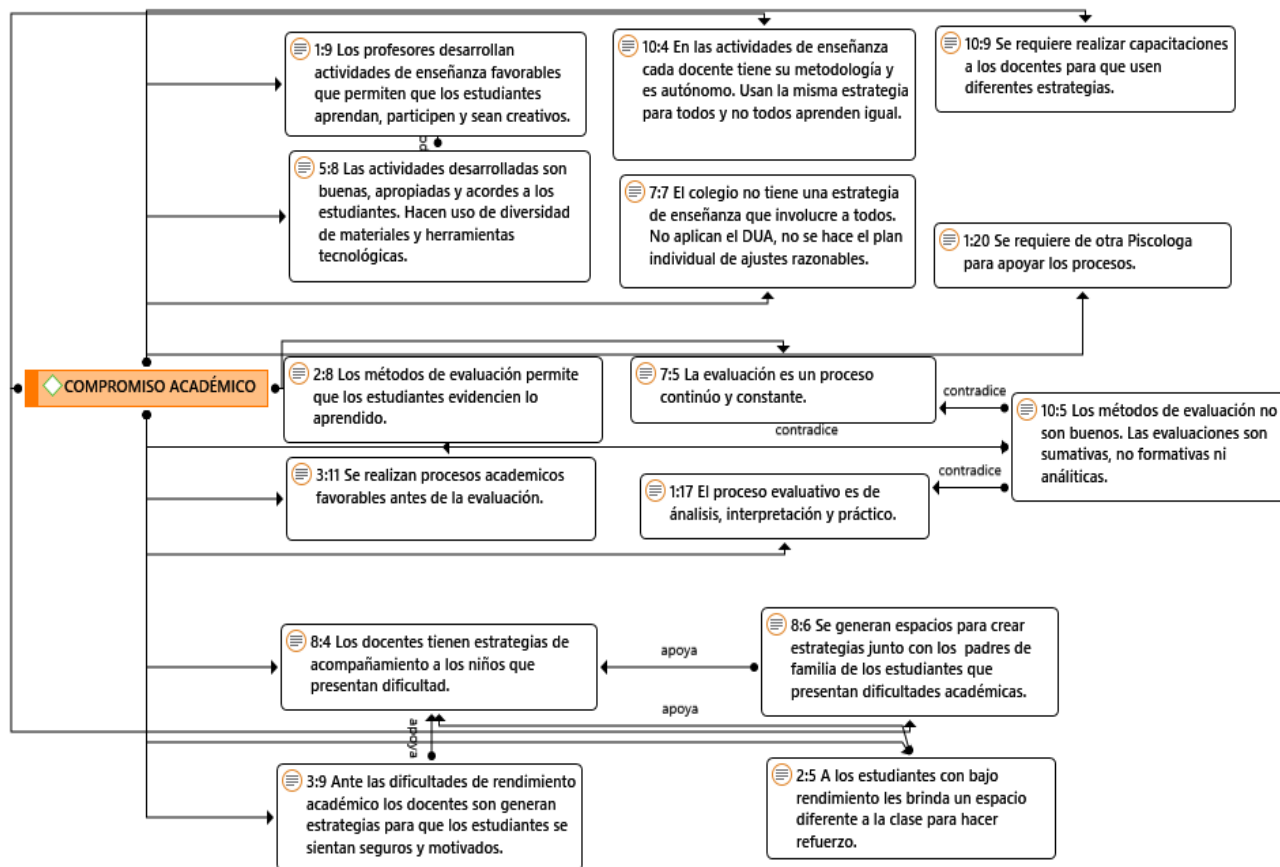 1:9 Los profesores desarrollan
actividades de enseñanza favorables
que permiten que los estudiantes
aprendan, participen y sean creativos.
10:4 En las actividades de enseñanza
cada docente tiene su metodología y
es autónomo. Usan la misma estrategia
para todos y no todos aprenden igual.
10:9 Se requiere realizar capacitaciones
a los docentes para que usen
diferentes estrategias.
5:8 Las actividades desarrolladas son
buenas, apropiadas y acordes a los
estudiantes. Hacen uso de diversidad
de materiales y herramientas
tecnológicas.
7:7 El colegio no tiene una estrategia
de enseñanza que involucre a todos.
No aplican el DUA, no se hace el plan
individual de ajustes razonables.
1:20 Se requiere de otra Piscologa
para apoyar los procesos.
COMPROMISO ACADÉMICO
2:8 Los métodos de evaluación permite
que los estudiantes evidencien lo
aprendido.
7:5 La evaluación es un proceso
continúo y constante.
contradice
10:5 Los métodos de evaluación no
son buenos. Las evaluaciones son
sumativas, no formativas ni
análiticas.
contradice
3:11 Se realizan procesos academicos
favorables antes de la evaluación.
contradice
1:17 El proceso evaluativo es de
ánalisis, interpretación y práctico.
8:4 Los docentes tienen estrategias de
acompañamiento a los niños que
presentan dificultad.
apoya
8:6 Se generan espacios para crear
estrategias junto con los padres de
familia de los estudiantes que
presentan dificultades académicas.
apoya
apoya
3:9 Ante las dificultades de rendimiento
académico los docentes son generan
estrategias para que los estudiantes se
sientan seguros y motivados.
2:5 A los estudiantes con bajo
rendimiento les brinda un espacio
diferente a la clase para hacer
refuerzo.